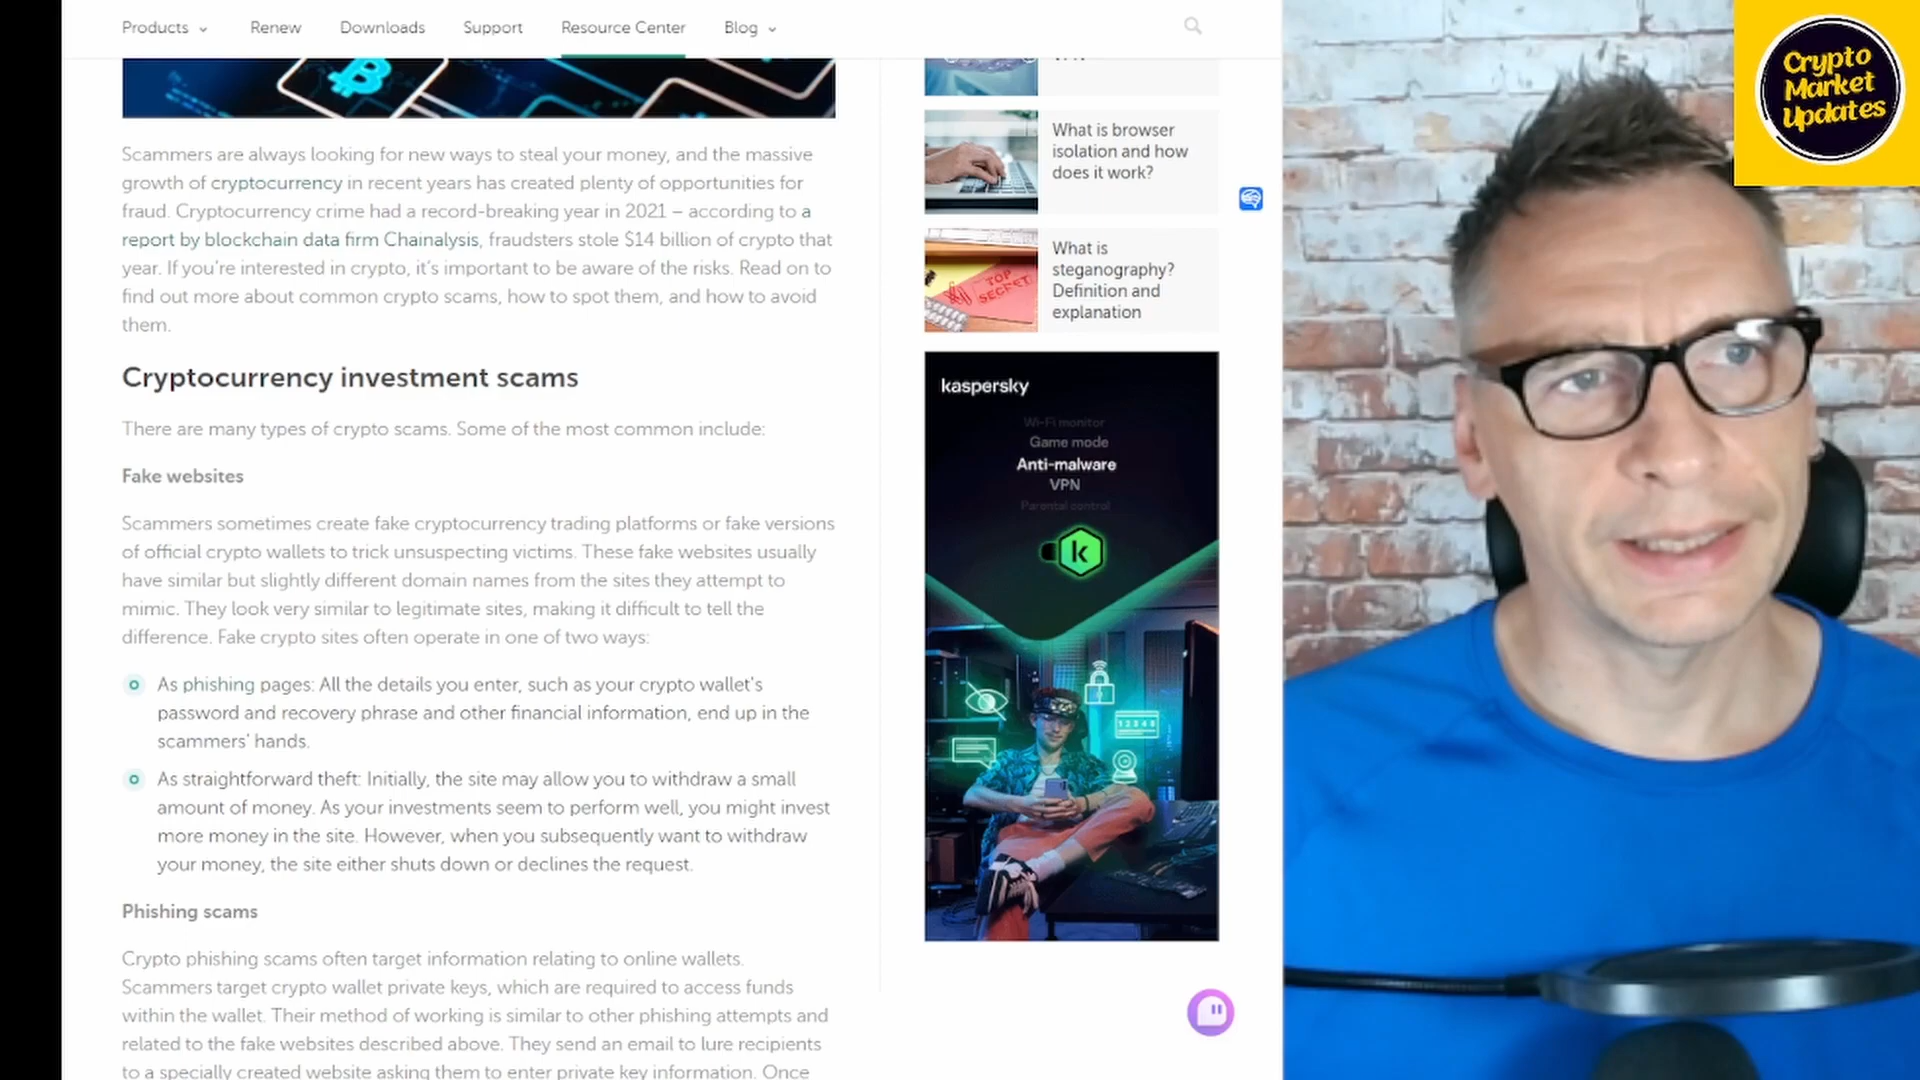 Products
Renew
Downloads
Support
Resource Center
Blog
Scammers are always looking for new ways to steal your money, and the massive
growth of cryptocurrency in recent years has created plenty of opportunities for
fraud. Cryptocurrency crime had a record-breaking year in 2021 – according to a
report by blockchain data firm Chainalysis, fraudsters stole $14 billion of crypto that
year. If you're interested in crypto, it's important to be aware of the risks. Read on to
find out more about common crypto scams, how to spot them, and how to avoid
them.
Cryptocurrency investment scams
There are many types of crypto scams. Some of the most common include:
Fake websites
Scammers sometimes create fake cryptocurrency trading platforms or fake versions
of official crypto wallets to trick unsuspecting victims. These fake websites usually
have similar but slightly different domain names from the sites they attempt to
mimic. They look very similar to legitimate sites, making it difficult to tell the
difference. Fake crypto sites often operate in one of two ways:
As phishing pages: All the details you enter, such as your crypto wallet's
password and recovery phrase and other financial information, end up in the
scammers' hands.
As straightforward theft: Initially, the site may allow you to withdraw a small
amount of money. As your investments seem to perform well, you might invest
more money in the site. However, when you subsequently want to withdraw
your money, the site either shuts down or declines the request.
Phishing scams
Crypto phishing scams often target information relating to online wallets.
Scammers target crypto wallet private keys, which are required to access funds
within the wallet. Their method of working is similar to other phishing attempts and
related to the fake websites described above. They send an email to lure recipients
to a specially created website asking them to enter private key information. Once
What is browser
isolation and how
does it work?
TOP
SECRET
What is
steganography?
Definition and
explanation
kaspersky
Wi-Fi monitor
Game mode
Anti-malware
VPN
Parental control
k
Crypto
Market
Updates